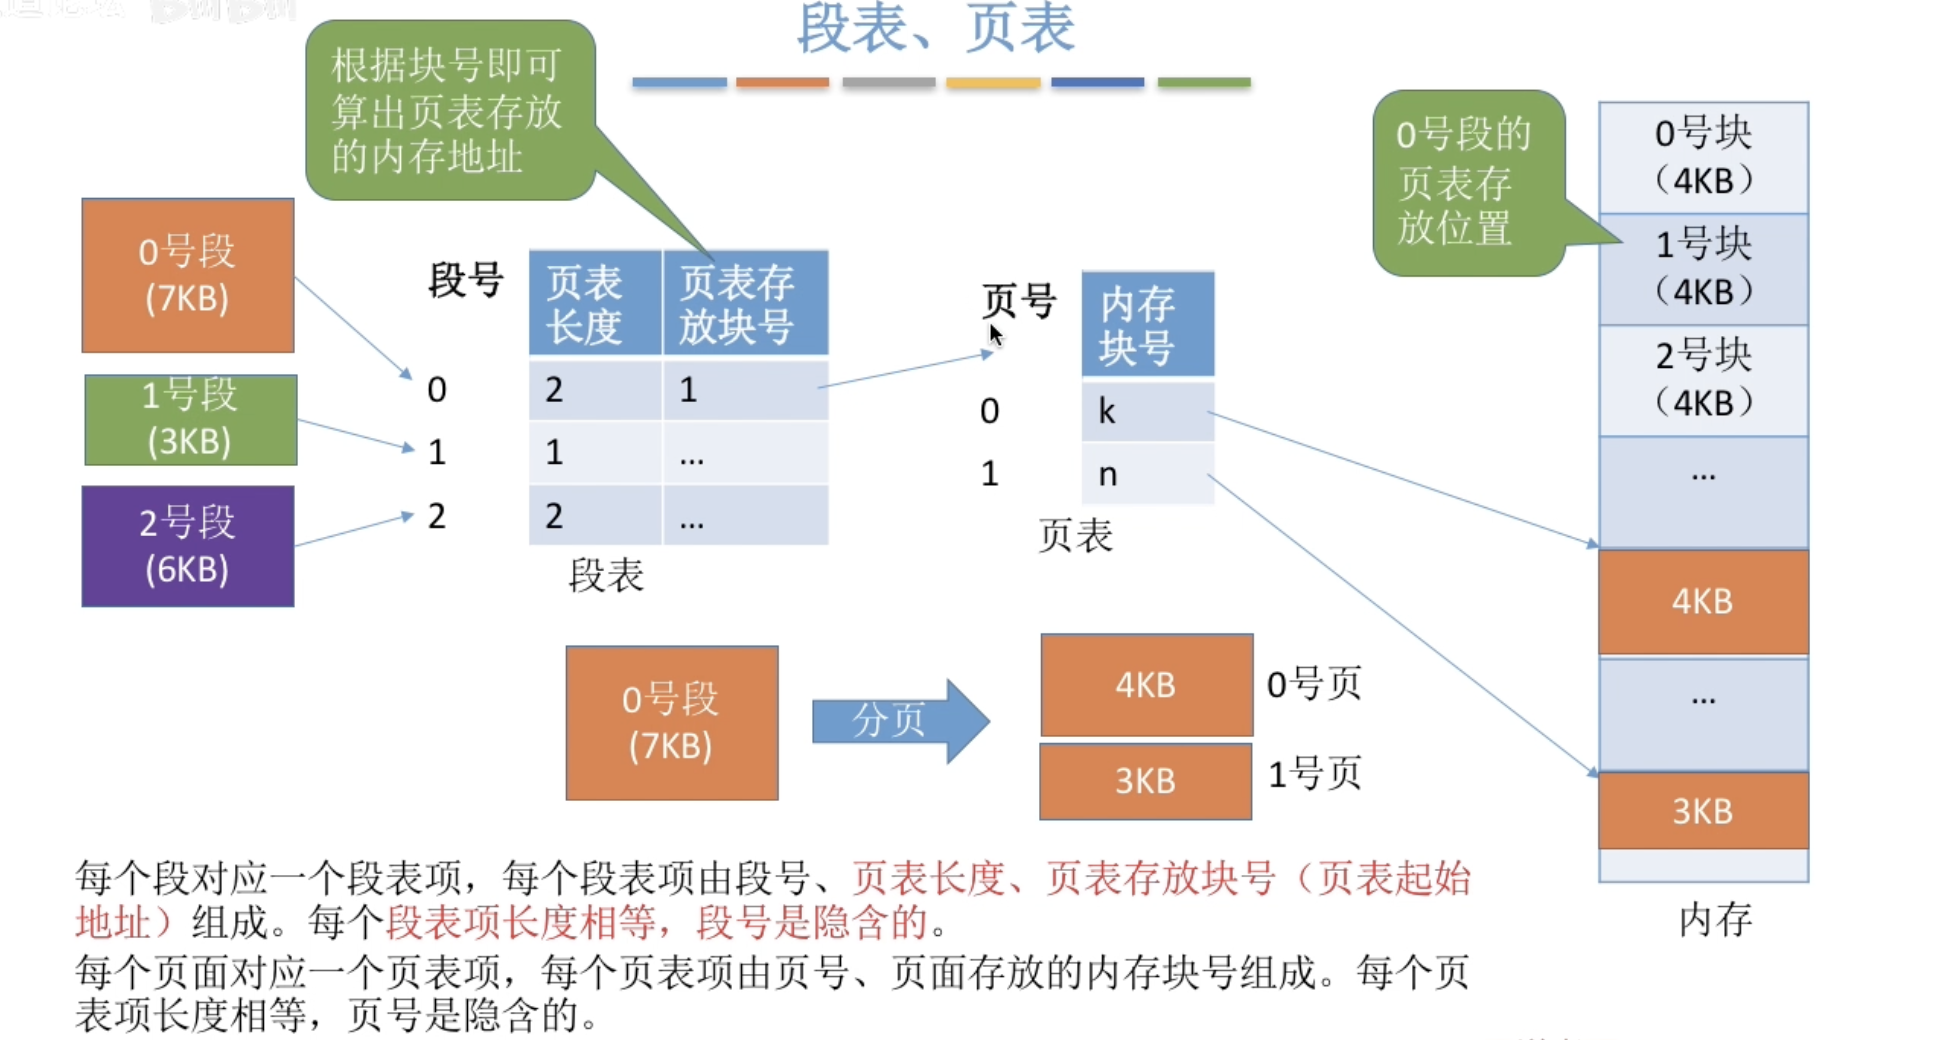 段表、页表
根据块号即可
算出页表存放
的内存地址
0号段的
页表存
放位置
0号块
（4KB）
1号块
（4KB）
2号块
（4KB）
...
4KB
...
3KB
内存
0号段
(7KB)
1号段
(3KB)
2号段
(6KB)
段号
页表
长度
页表存
放块号
0
2
1
1
1
...
2
2
...
段表
页号
内存
块号
0
k
1
n
页表
0号段
(7KB)
分页
4KB
0号页
3KB
1号页
每个段对应一个段表项，每个段表项由段号、页表长度、页表存放块号（页表起始
地址）组成。每个段表项长度相等，段号是隐含的。
每个页面对应一个页表项，每个页表项由页号、页面存放的内存块号组成。每个页
表项长度相等，页号是隐含的。